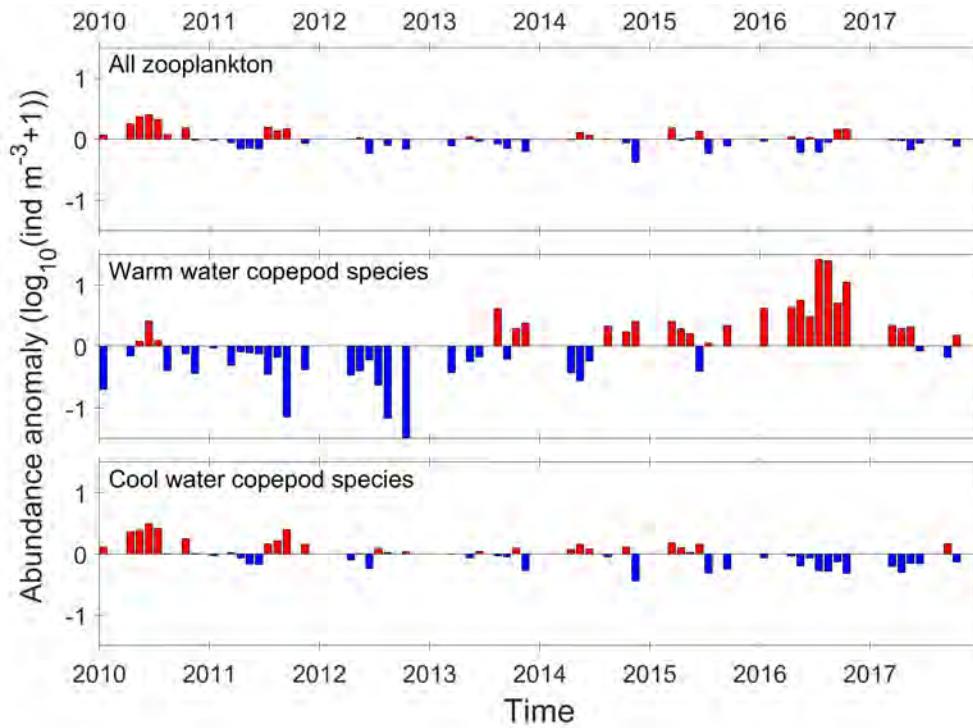 2010 2011 2012 2013 2014 2015 2016 2017
All zooplankton
1
0
-1
Warm water copepod species
1
0
-1
Cool water copepod species
1
0
-1
2010 2011 2012 2013 2014 2015 2016 2017
Time
Abundance anomaly (log₁₀(ind m⁻³+1))